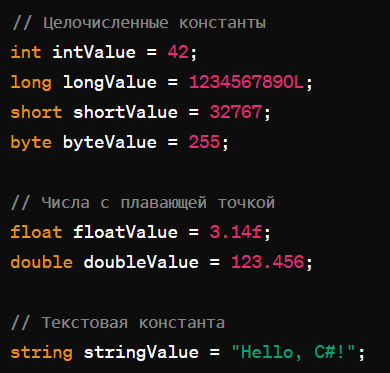 // Целочисленные константы
int intValue = 42;
long longValue = 1234567890L;
short shortValue = 32767;
byte byteValue = 255;
// Числа с плавающей точкой
float floatValue = 3.14f;
double doubleValue = 123.456;
// Текстовая константа
string stringValue = "Hello, C#!";